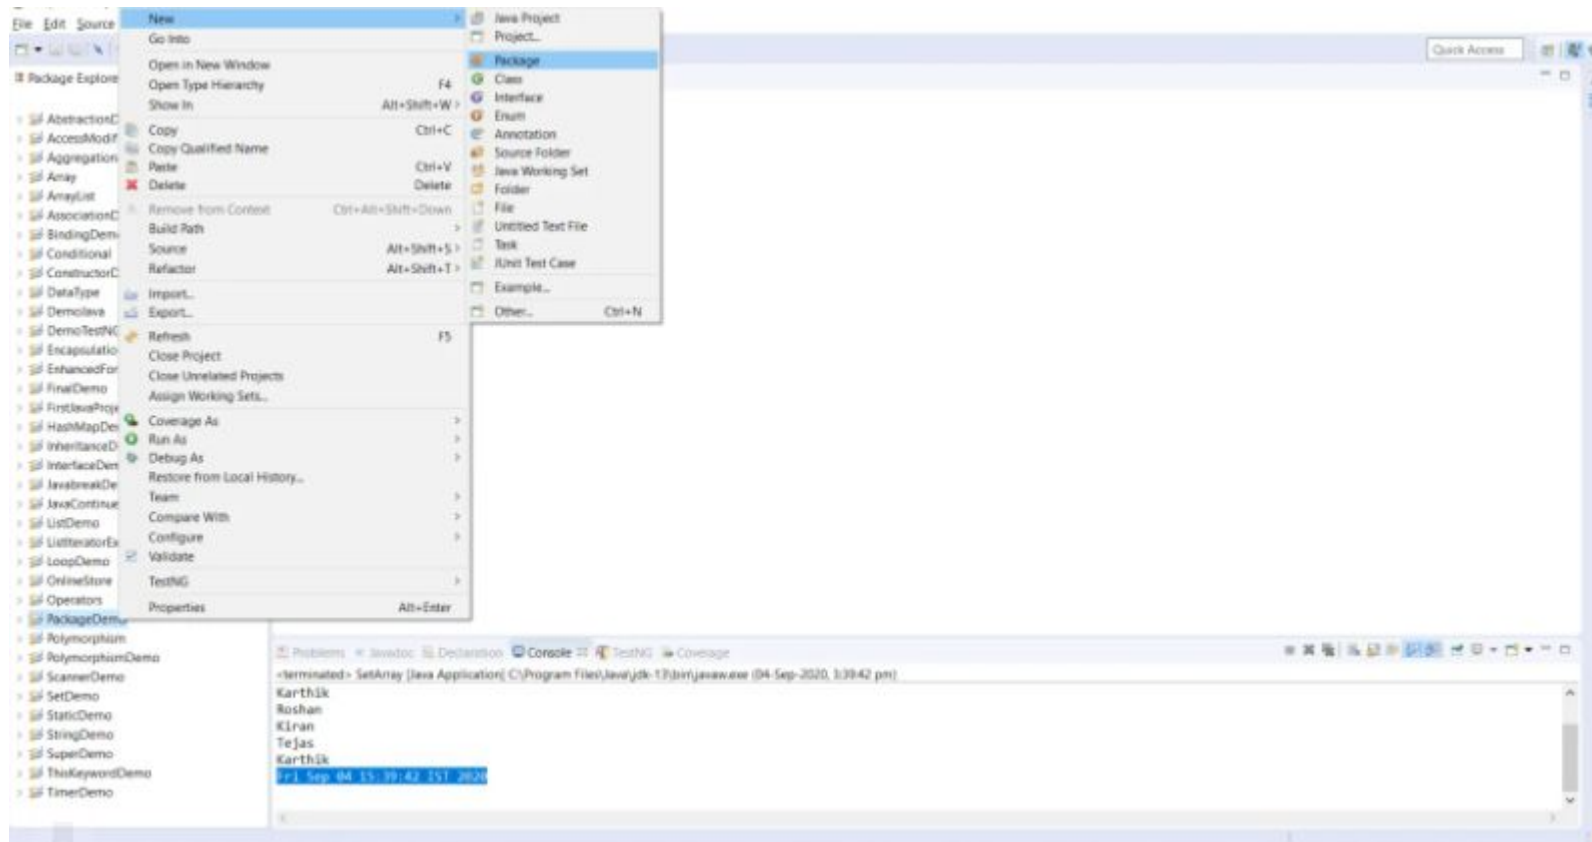 File Edit Source
Quick Access
Package Explore
AbstractionD
AccessModif
Aggregation
Array
ArrayList
AssociationD
BindingDem
Conditional
ConstructorD
DataType
DemoJava
DemoTestNG
Encapsulatio
EnhancedFor
FinalDemo
FirstJavaProje
HashMapDe
InheritanceD
InterfaceDem
JavabreakDe
JavaContinue
ListDemo
ListIteratorEx
LoopDemo
OnlineStore
Operators
PackageDemo
Polymorphism
PolymorphismDemo
ScannerDemo
SetDemo
StaticDemo
StringDemo
SuperDemo
ThisKeywordDemo
TimerDemo
New
Go Into
Open in New Window
Open Type Hierarchy F4
Show In Alt+Shift+W
Copy Ctrl+C
Copy Qualified Name
Paste Ctrl+V
Delete Delete
Remove from Context Ctrl+Alt+Shift+Down
Build Path
Source Alt+Shift+S
Refactor Alt+Shift+T
Import...
Export...
Refresh F5
Close Project
Close Unrelated Projects
Assign Working Sets...
Coverage As
Run As
Debug As
Restore from Local History...
Team
Compare With
Configure
Validate
TestNG
Properties Alt+Enter
Java Project
Project...
Package
Class
Interface
Enum
Annotation
Source Folder
Java Working Set
Folder
File
Untitled Text File
Task
JUnit Test Case
Example...
Other... Ctrl+N
Problems Javadoc Declaration Console TestNG Coverage
<terminated> SetArray [Java Application] C:\Program Files\Java\jdk-13\bin\javaw.exe (04-Sep-2020, 3:39:42 pm)
Karthik
Roshan
Kiran
Tejas
Karthik
Fri Sep 04 15:39:42 IST 2020